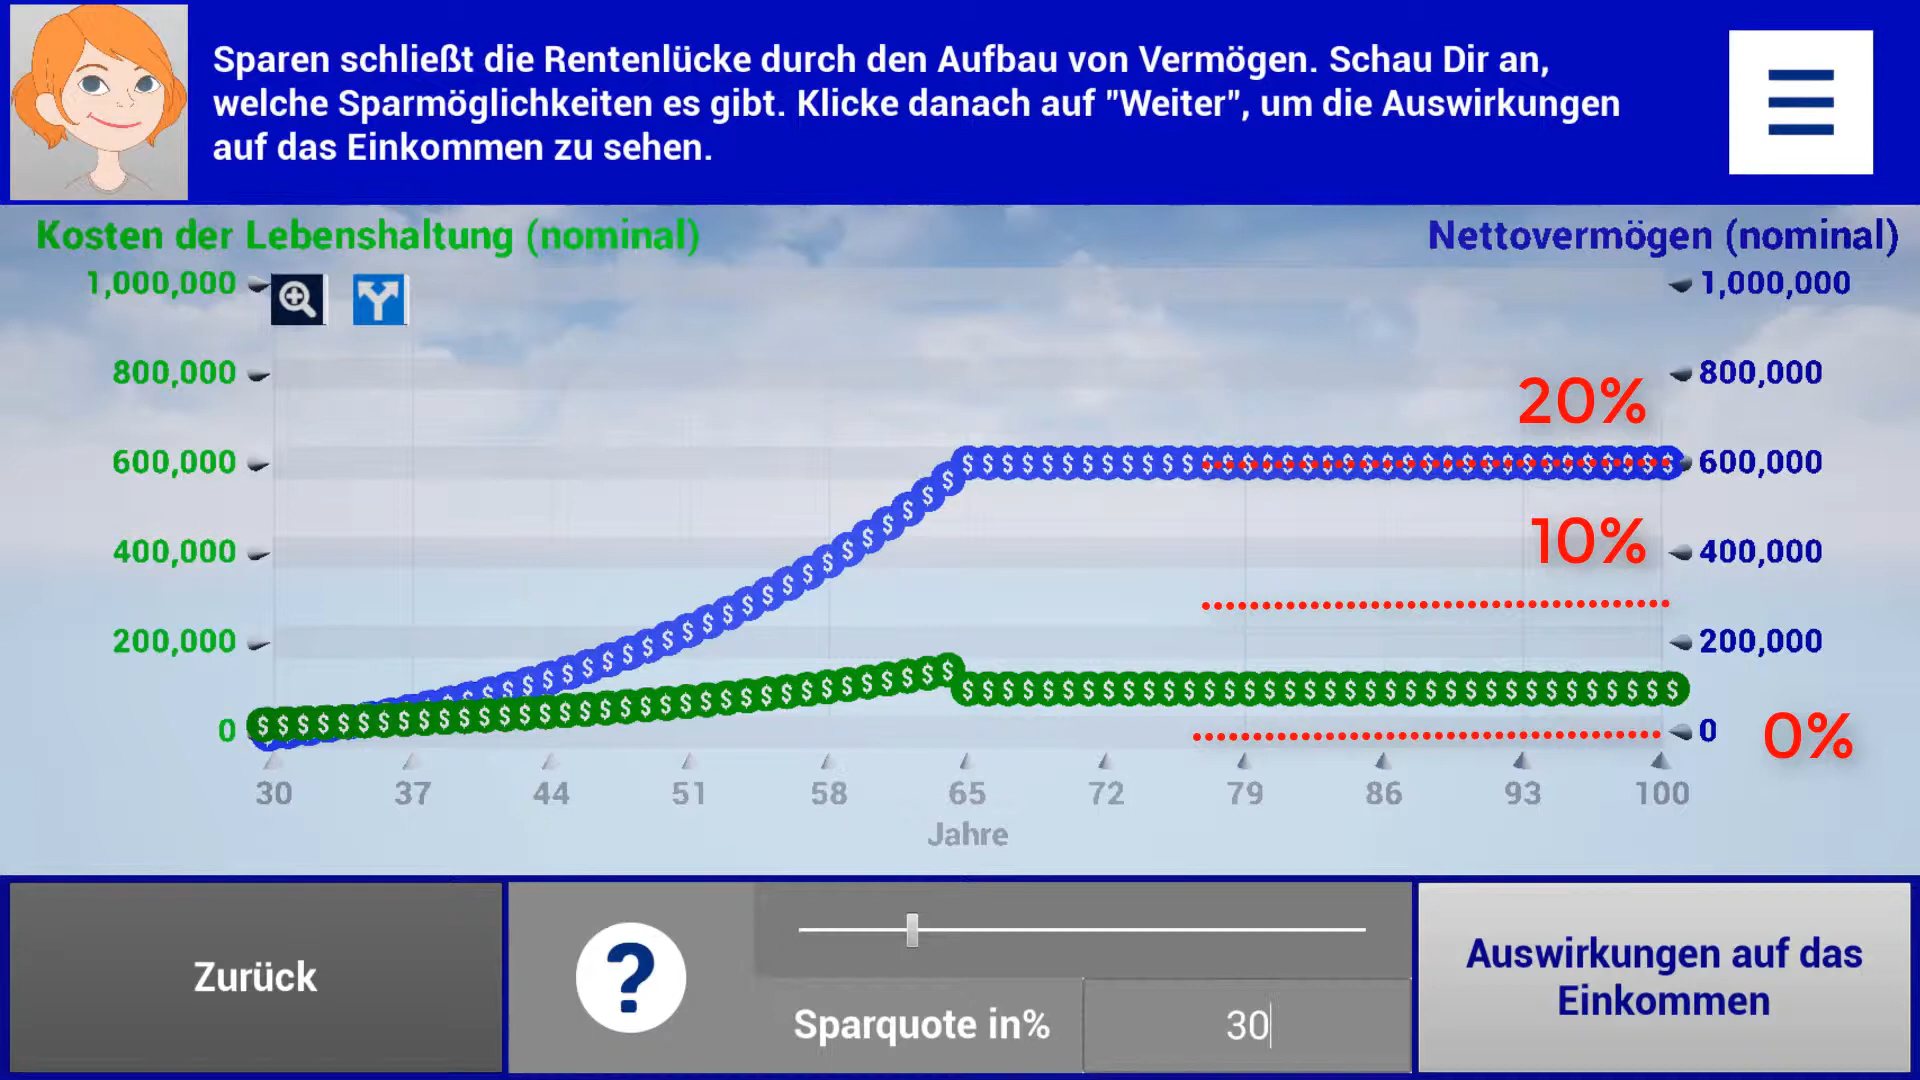 Sparen schließt die Rentenlücke durch den Aufbau von Vermögen. Schau Dir an,
welche Sparmöglichkeiten es gibt. Klicke danach auf "Weiter", um die Auswirkungen
auf das Einkommen zu sehen.
Kosten der Lebenshaltung (nominal)
Nettovermögen (nominal)
1,000,000
1,000,000
800,000
800,000
20%
600,000
600,000
10%
400,000
400,000
200,000
200,000
0
0
0%
30 37 44 51 58 65 72 79 86 93 100
Jahre
Zurück
?
Sparquote in%
30
Auswirkungen auf das
Einkommen